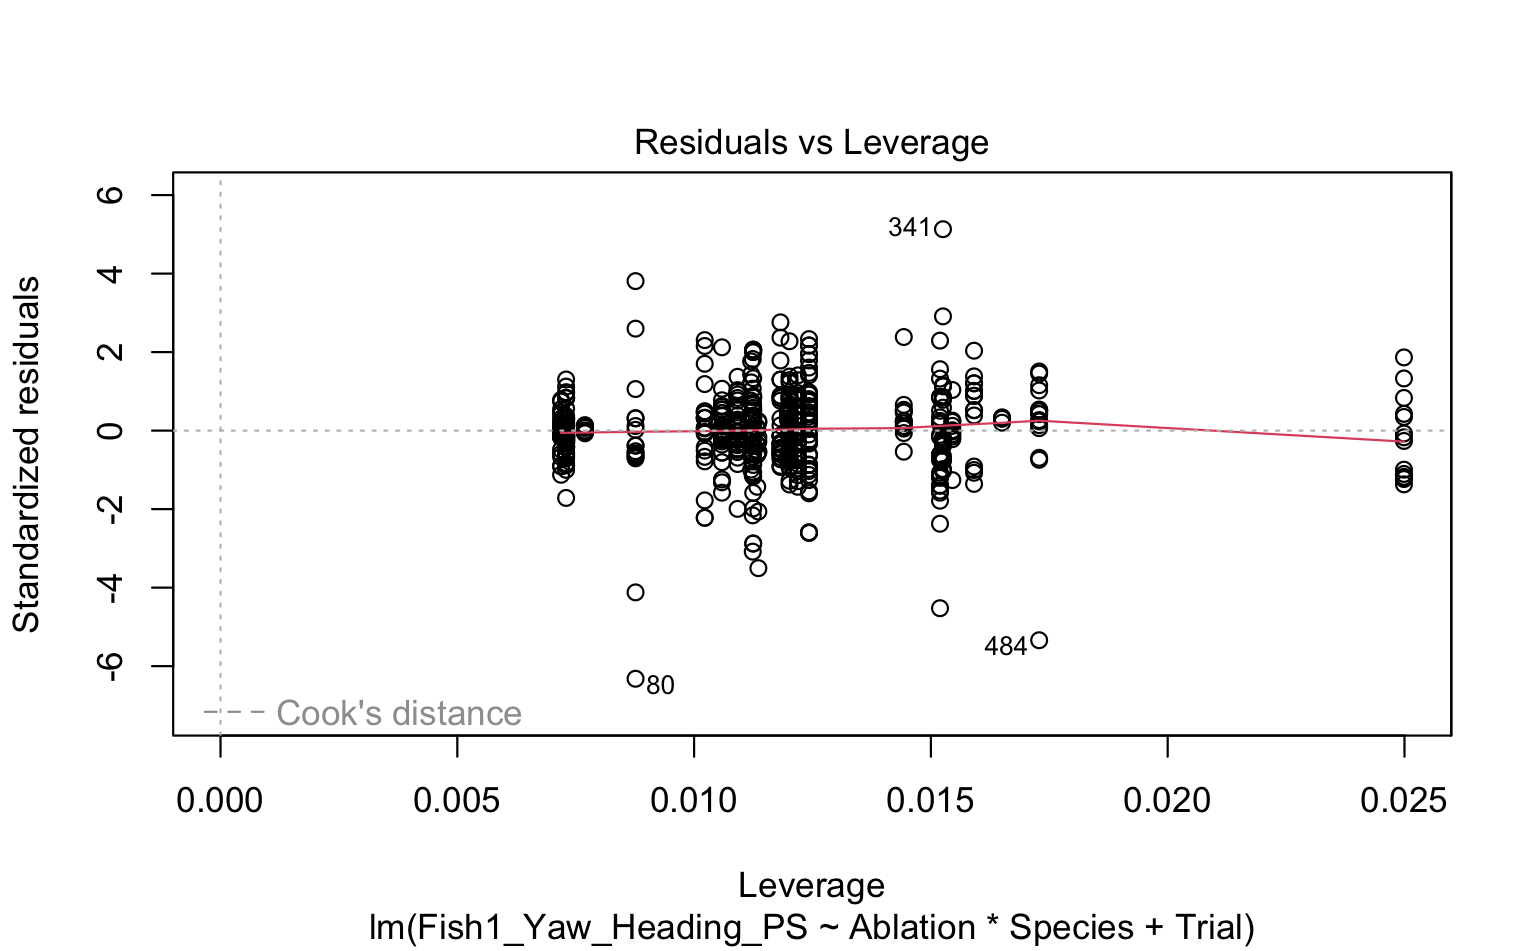 Residuals vs Leverage
Standardized residuals
6
4
2
0
-2
-4
-6
341
484
80
Cook's distance
0.000 0.005 0.010 0.015 0.020 0.025
Leverage
lm(Fish1_Yaw_Heading_PS ~ Ablation * Species + Trial)